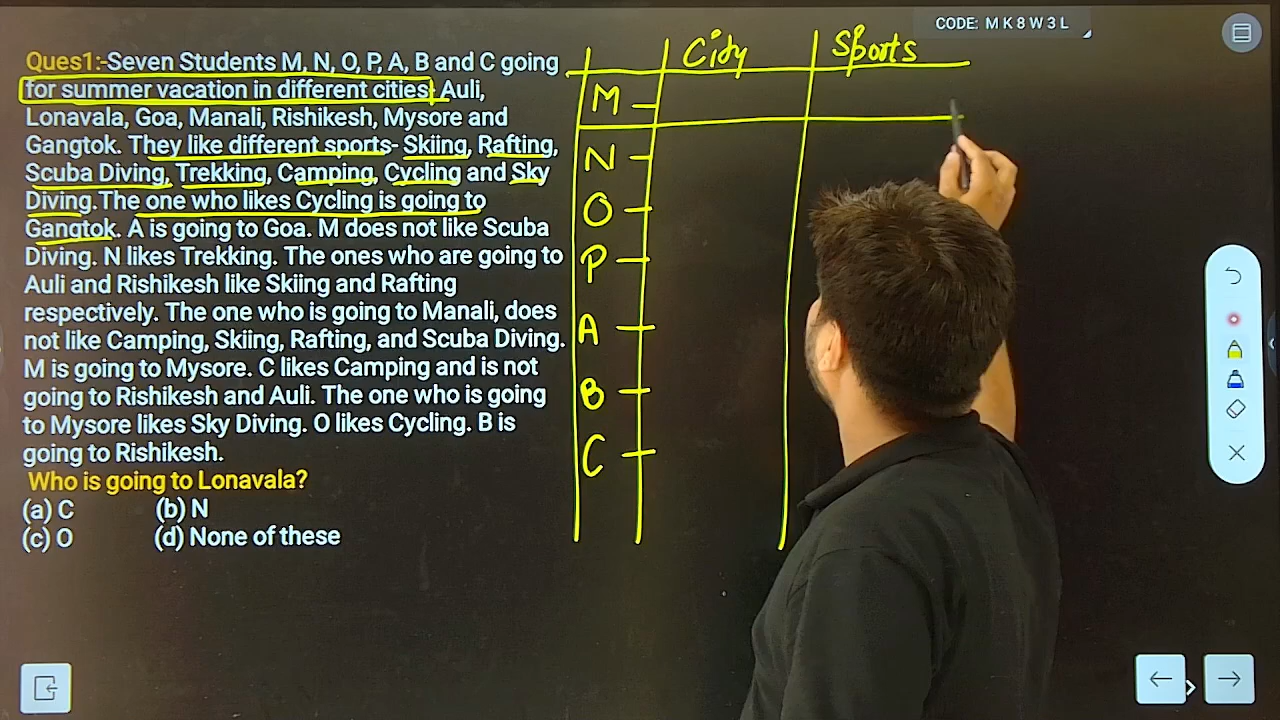 CODE: M K 8 W 3 L
Ques1:-Seven Students M, N, O, P, A, B and C going
for summer vacation in different cities- Auli,
Lonavala, Goa, Manali, Rishikesh, Mysore and
Gangtok. They like different sports- Skiing, Rafting,
Scuba Diving, Trekking, Camping, Cycling and Sky
Diving.The one who likes Cycling is going to
Gangtok. A is going to Goa. M does not like Scuba
Diving. N likes Trekking. The ones who are going to
Auli and Rishikesh like Skiing and Rafting
respectively. The one who is going to Manali, does
not like Camping, Skiing, Rafting, and Scuba Diving.
M is going to Mysore. C likes Camping and is not
going to Rishikesh and Auli. The one who is going
to Mysore likes Sky Diving. O likes Cycling. B is
going to Rishikesh.
Who is going to Lonavala?
(a) C (b) N
(c) O (d) None of these
City Sports
M
N
O
P
A
B
C